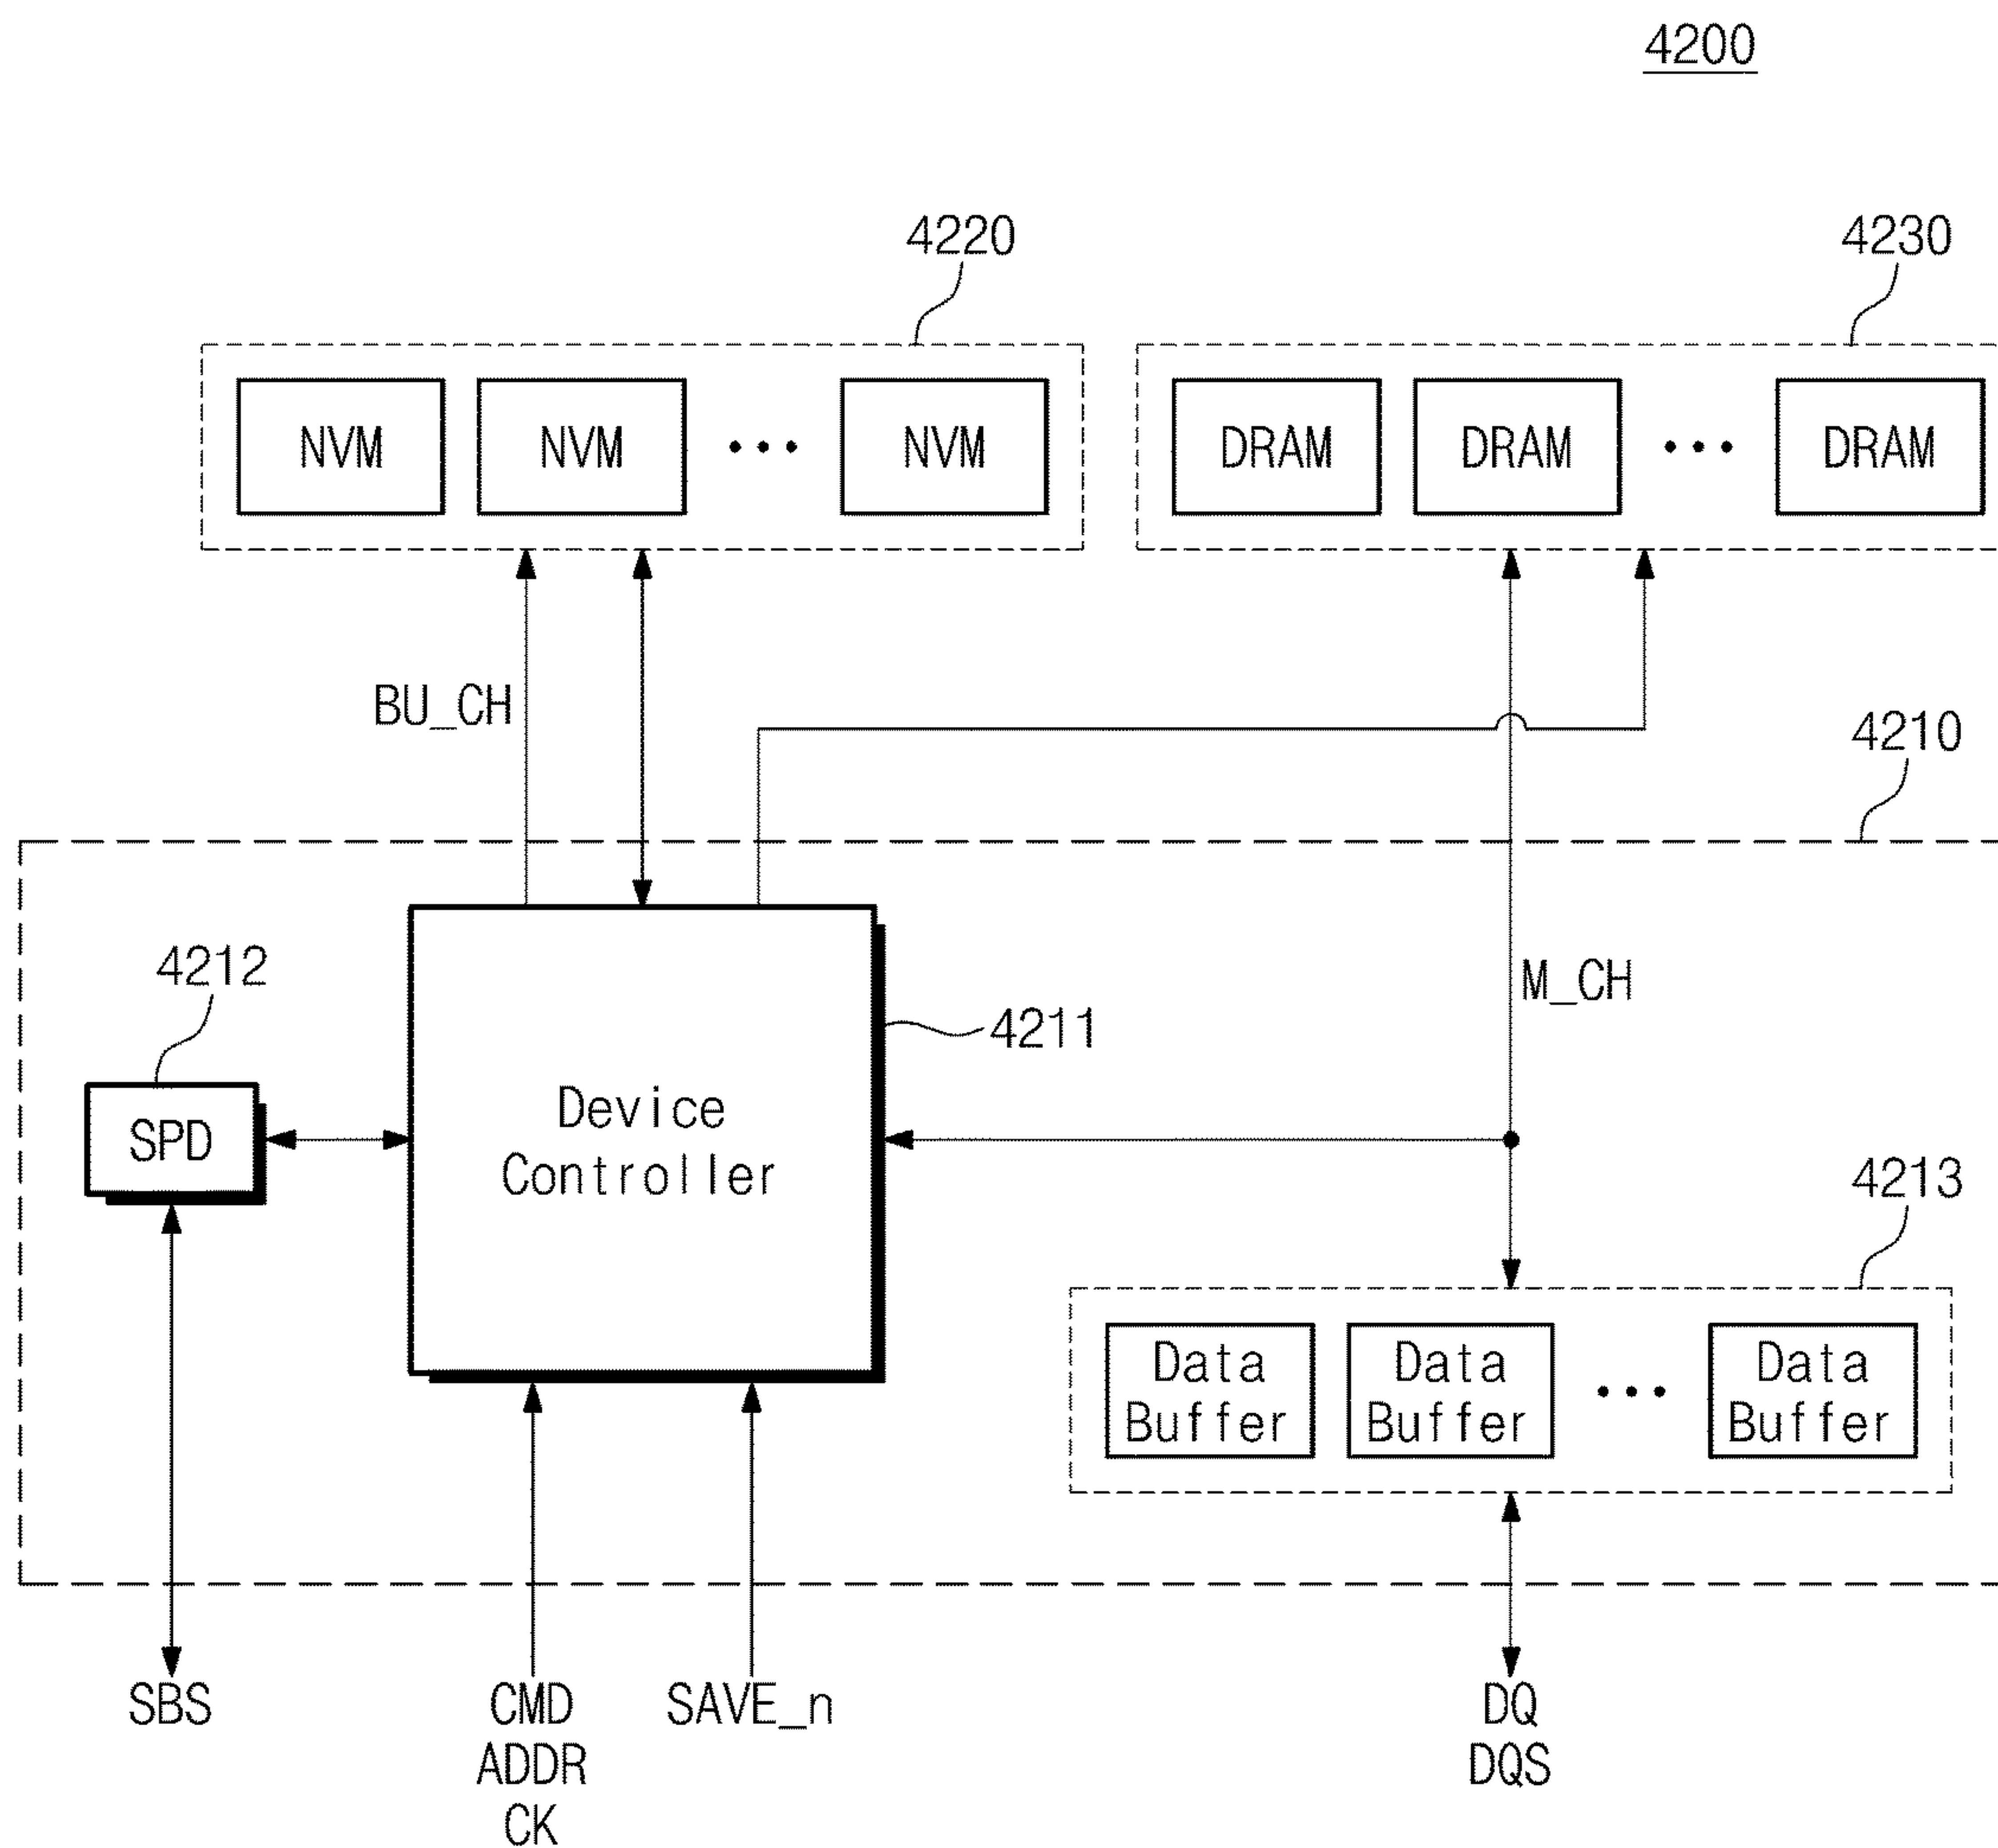 4200
4220
4230
NVM
NVM
NVM
DRAM
DRAM
DRAM
BU_CH
4210
4212
M_CH
4211
Device
Controller
SPD
4213
Data
Buffer
Data
Buffer
Data
Buffer
SBS
CMD
ADDR
CK
SAVE_n
DQ
DQS